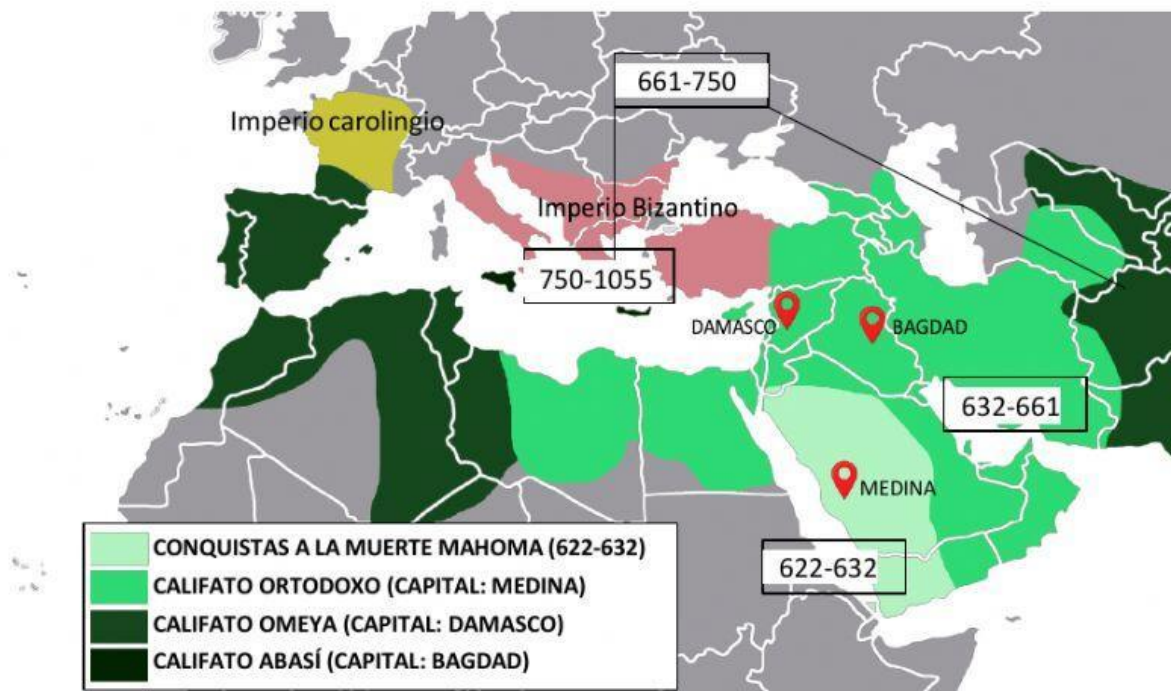 661-750
Imperio carolingio
Imperio Bizantino
750-1055
DAMASCO
BAGDAD
632-661
MEDINA
622-632
CONQUISTAS A LA MUERTE MAHOMA (622-632)
CALIFATO ORTODOXO (CAPITAL: MEDINA)
CALIFATO OMEYA (CAPITAL: DAMASCO)
CALIFATO ABASÍ (CAPITAL: BAGDAD)